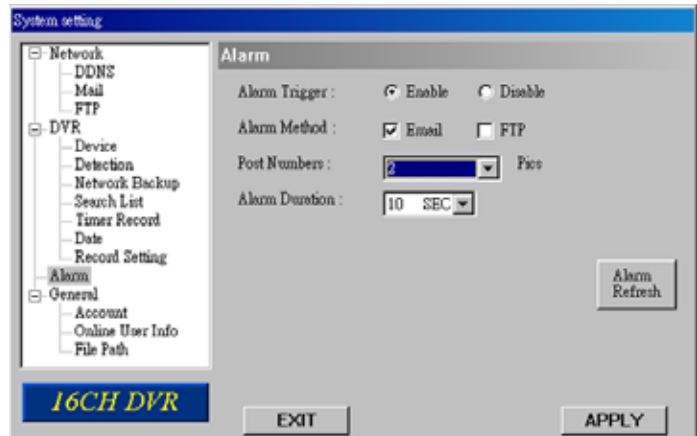 System setting
Network
DDNS
Mail
FTP
DVR
Device
Detection
Network Backup
Search List
Timer Record
Date
Record Setting
Alarm
General
Account
Online User Info
File Path
16CH DVR
Alarm
Alarm Trigger : Enable Disable
Alarm Method : Email FTP
Post Numbers : 2 Pics
Alarm Duration : 10 SEC
Alarm
Refresh
EXIT APPLY